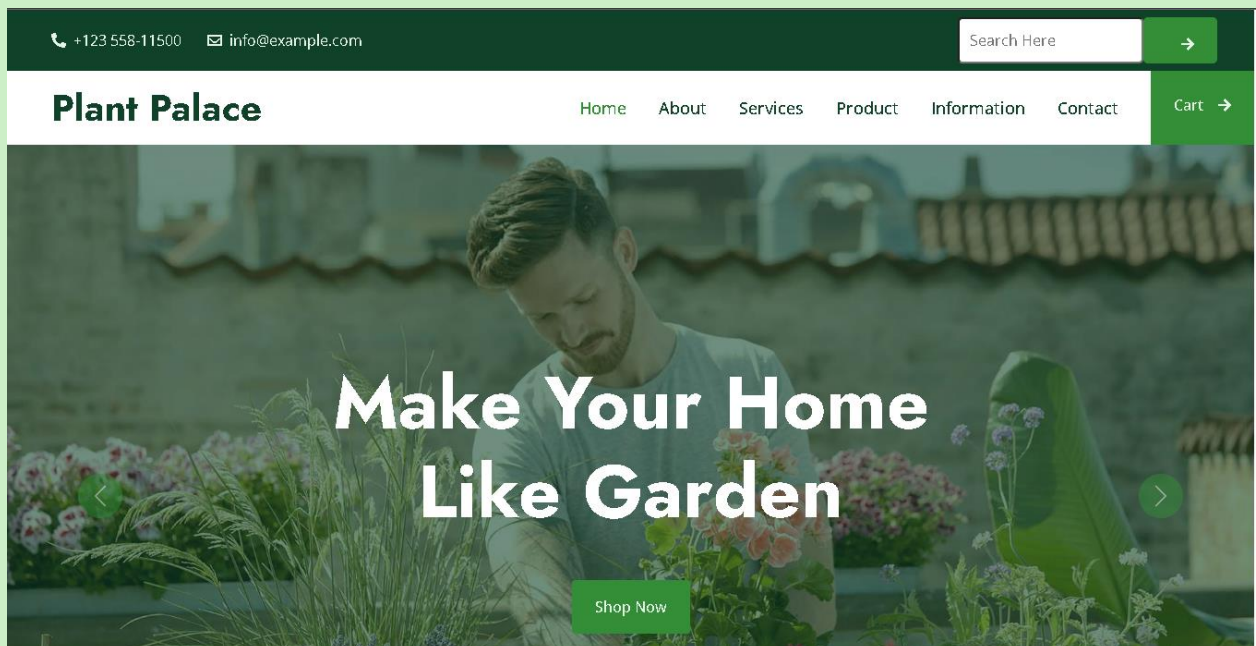 +123 558-11500 info@example.com Search Here
Plant Palace Home About Services Product Information Contact Cart
Make Your Home
Like Garden
Shop Now